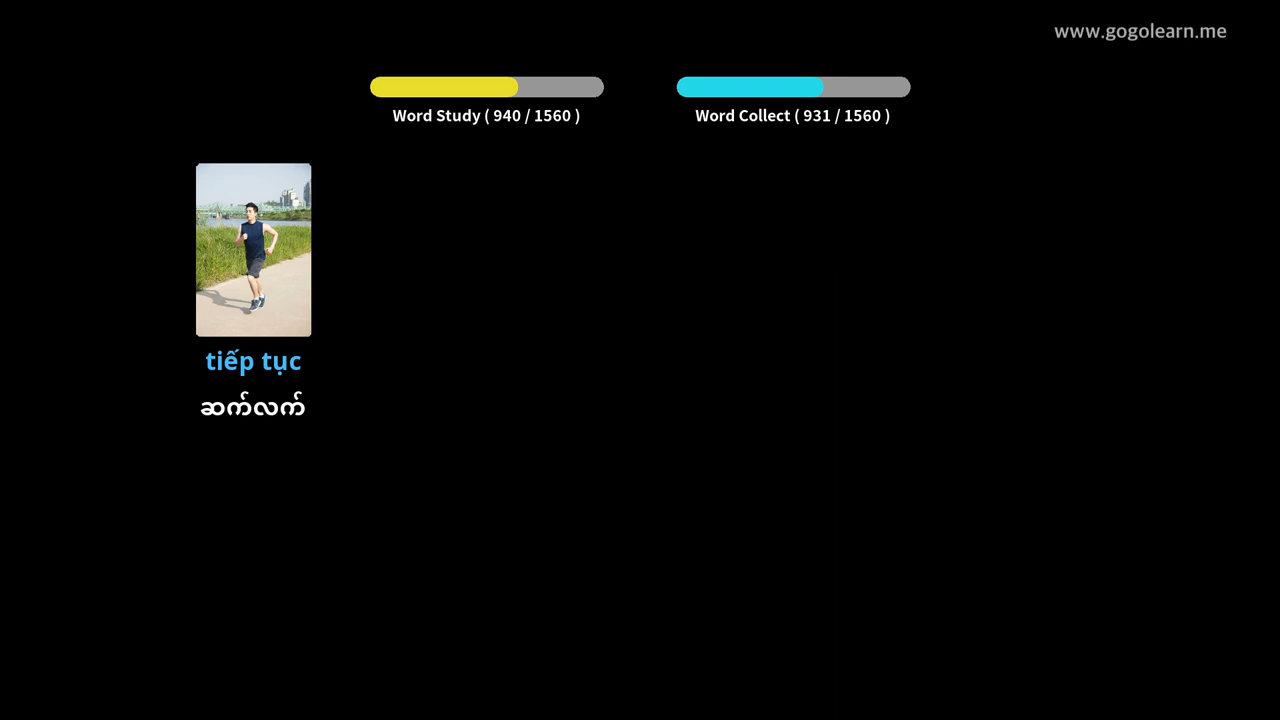 www.gogolearn.me
Word Study ( 940 / 1560 )
Word Collect ( 931 / 1560 )
tiếp tục
ဆက်လက်